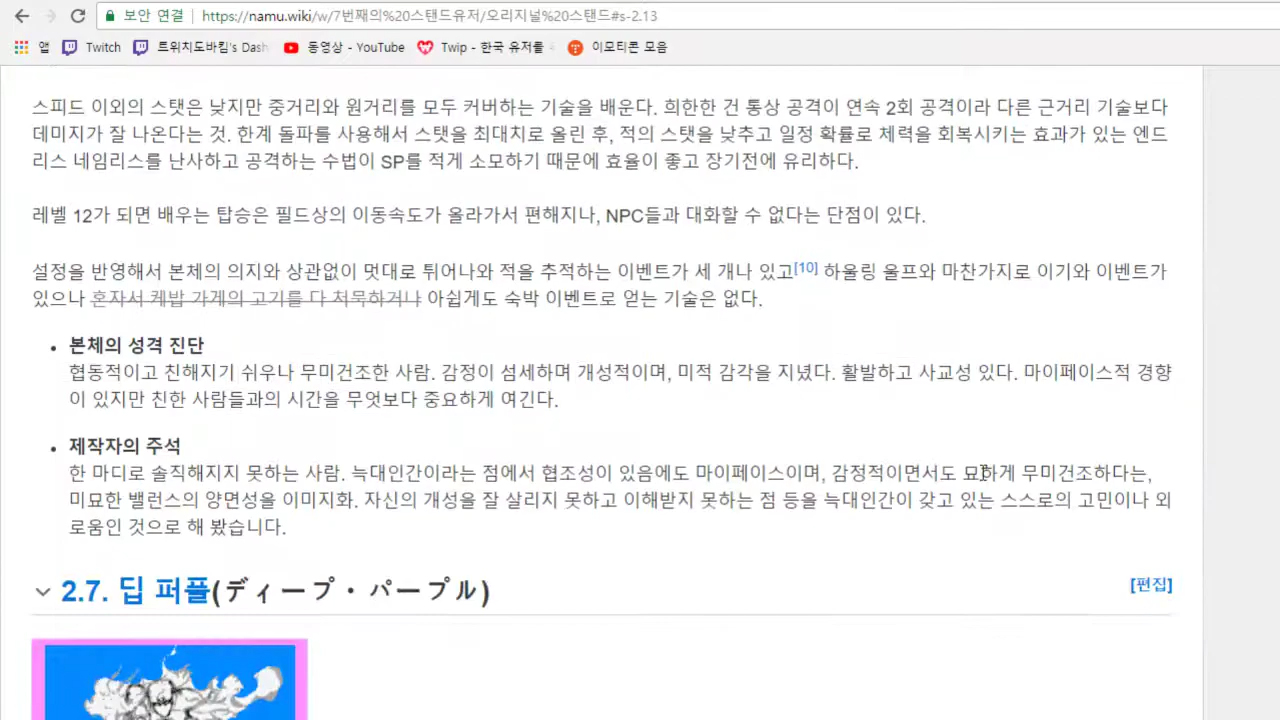 보안 연결 https://namu.wiki/w/7번째의%20스탠드유저/오리지널%20스탠드#s-2.13
앱 Twitch 트위치도바킴's Dash 동영상 - YouTube Twip - 한국 유저를 이모티콘 모음
스피드 이외의 스탯은 낮지만 중거리와 원거리를 모두 커버하는 기술을 배운다. 희한한 건 통상 공격이 연속 2회 공격이라 다른 근거리 기술보다
데미지가 잘 나온다는 것. 한계 돌파를 사용해서 스탯을 최대치로 올린 후, 적의 스탯을 낮추고 일정 확률로 체력을 회복시키는 효과가 있는 엔드
리스 네임리스를 난사하고 공격하는 수법이 SP를 적게 소모하기 때문에 효율이 좋고 장기전에 유리하다.
레벨 12가 되면 배우는 탑승은 필드상의 이동속도가 올라가서 편해지나, NPC들과 대화할 수 없다는 단점이 있다.
설정을 반영해서 본체의 의지와 상관없이 멋대로 튀어나와 적을 추적하는 이벤트가 세 개나 있고[10] 하울링 울프와 마찬가지로 이기와 이벤트가
있으나 혼자서 케밥 가게의 고기를 다 처묵하거나 아쉽게도 숙박 이벤트로 얻는 기술은 없다.
• 본체의 성격 진단
협동적이고 친해지기 쉬우나 무미건조한 사람. 감정이 섬세하며 개성적이며, 미적 감각을 지녔다. 활발하고 사교성 있다. 마이페이스적 경향
이 있지만 친한 사람들과의 시간을 무엇보다 중요하게 여긴다.
• 제작자의 주석
한 마디로 솔직해지지 못하는 사람. 늑대인간이라는 점에서 협조성이 있음에도 마이페이스이며, 감정적이면서도 묘하게 무미건조하다는,
미묘한 밸런스의 양면성을 이미지화. 자신의 개성을 잘 살리지 못하고 이해받지 못하는 점 등을 늑대인간이 갖고 있는 스스로의 고민이나 외
로움인 것으로 해 봤습니다.
2.7. 딥 퍼플(ディープ・パープル) [편집]